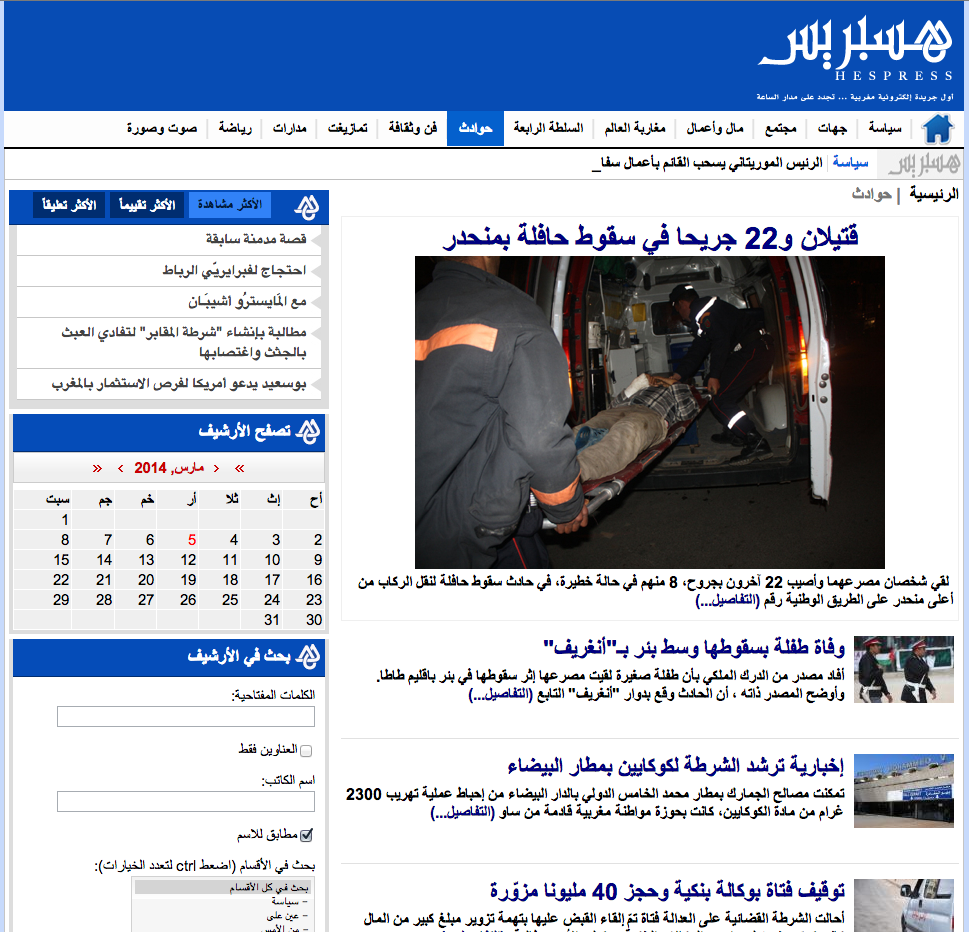 هسبريس
HESPRESS
أول جريدة إلكترونية مغربية ... تجدد على مدار الساعة
سياسة
جهات
مجتمع
مال وأعمال
مغاربة العالم
السلطة الرابعة
حوادث
فن وثقافة
تمازيغت
مدارات
رياضة
صوت وصورة
هسبريس
سياسة
الرئيس الموريتاني يسحب القائم بأعمال سفا_
الرئيسية | حوادث
قتيلان و22 جريحا في سقوط حافلة بمنحدر
لقي شخصان مصرعهما وأصيب 22 آخرون بجروح، 8 منهم في حالة خطيرة، في حادث سقوط حافلة لنقل الركاب من
أعلى منحدر على الطريق الوطنية رقم (التفاصيل...)
وفاة طفلة بسقوطها وسط بئر بـ"أنغريف"
أفاد مصدر من الدرك الملكي بأن طفلة صغيرة لقيت مصرعها إثر سقوطها في بئر باقليم طاطا.
وأوضح المصدر ذاته ، أن الحادث وقع بدوار "أنغريف" التابع (التفاصيل...)
إخبارية ترشد الشرطة لكوكايين بمطار البيضاء
تمكنت مصالح الجمارك بمطار محمد الخامس الدولي بالدار البيضاء من إحباط عملية تهريب 2300
غرام من مادة الكوكايين، كانت بحوزة مواطنة مغربية قادمة من ساو (التفاصيل...)
توقيف فتاة بوكالة بنكية وحجز 40 مليونا مزوّرة
أحالت الشرطة القضائية على العدالة فتاة تمّ إلقاء القبض عليها بتهمة تزوير مبلغ كبير من المال
الأكثر مشاهدة
الأكثر تقييماً
الأكثر تعليقاً
قصة مدمنة سابقة
احتجاج لفبرايريّي الرباط
مع المَايسترُو أشيبَـان
مطالبة بإنشاء "شرطة المقابر" لتفادي العبث
بالجثث واغتصابها
بوسعيد يدعو أمريكا لفرص الاستثمار بالمغرب
تصفح الأرشيف
» › مارس, 2014 ‹ «
أح إث ثلا أر خم جم سبت
1
2 3 4 5 6 7 8
9 10 11 12 13 14 15
16 17 18 19 20 21 22
23 24 25 26 27 28 29
30 31
بحث في الأرشيف
الكلمات المفتاحية:
العناوين فقط
اسم الكاتب:
مطابق للاسم
بحث في الأقسام (اضغط ctrl لتعدد الخيارات):
بحث في كل الأقسام
– سياسة
– عين على
– من الأمس